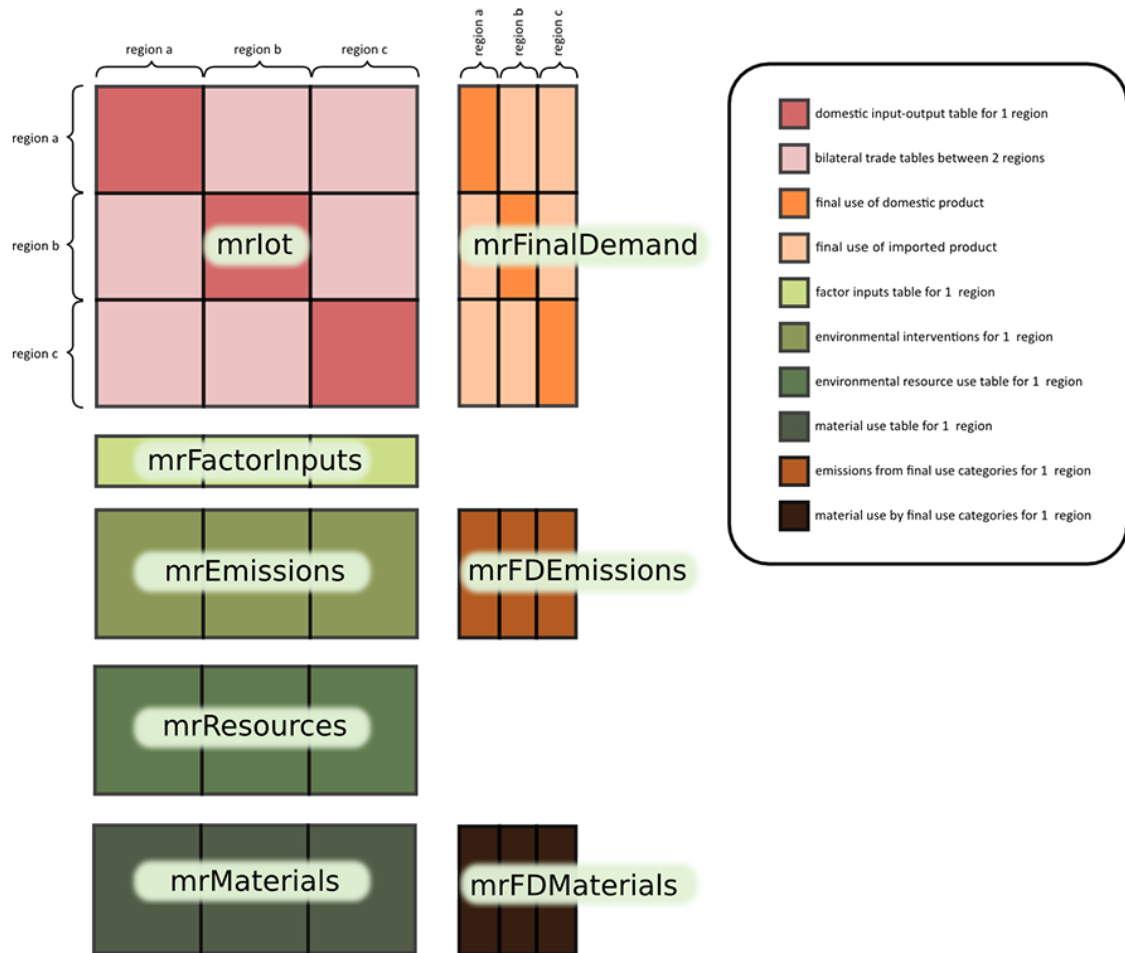 region a
region b
region c
region a
region b
region c
region a
region b
region c
mrIot
mrFinalDemand
mrFactorInputs
mrEmissions
mrFDEmissions
mrResources
mrMaterials
mrFDMaterials
domestic input-output table for 1 region
bilateral trade tables between 2 regions
final use of domestic product
final use of imported product
factor inputs table for 1 region
environmental interventions for 1 region
environmental resource use table for 1 region
material use table for 1 region
emissions from final use categories for 1 region
material use by final use categories for 1 region